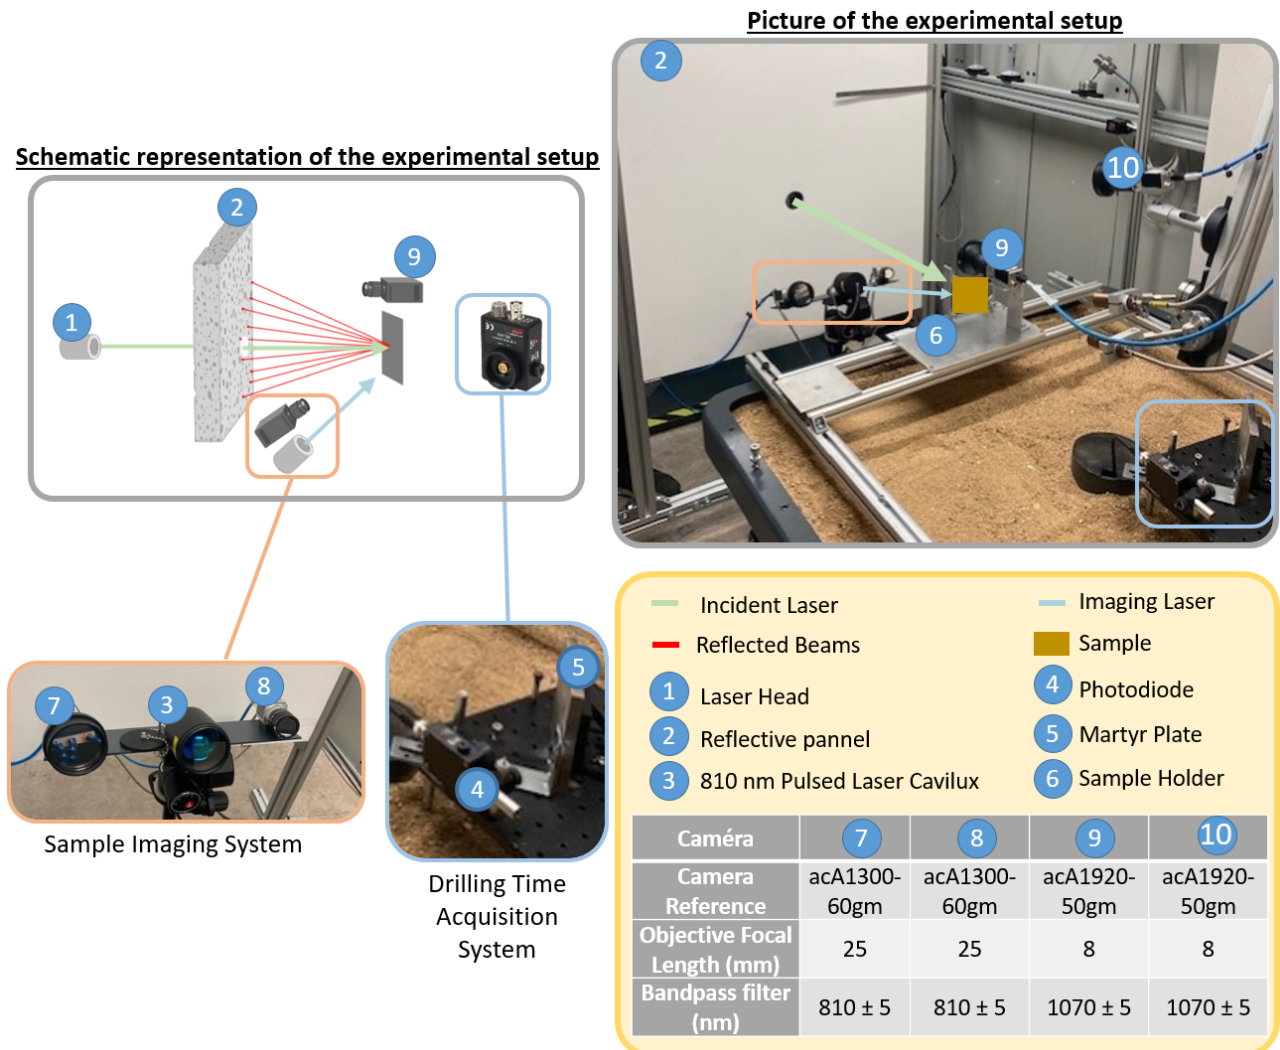 Picture of the experimental setup
2
10
9
6
Schematic representation of the experimental setup
2
9
1
7
3
8
Sample Imaging System
5
4
Drilling Time
Acquisition
System
Incident Laser
Imaging Laser
Reflected Beams
Sample
1 Laser Head
4 Photodiode
2 Reflective pannel
5 Martyr Plate
3 810 nm Pulsed Laser Cavilux
6 Sample Holder
Caméra 7 8 9 10
Camera Reference acA1300-60gm acA1300-60gm acA1920-50gm acA1920-50gm
Objective Focal Length (mm) 25 25 8 8
Bandpass filter (nm) 810 ± 5 810 ± 5 1070 ± 5 1070 ± 5